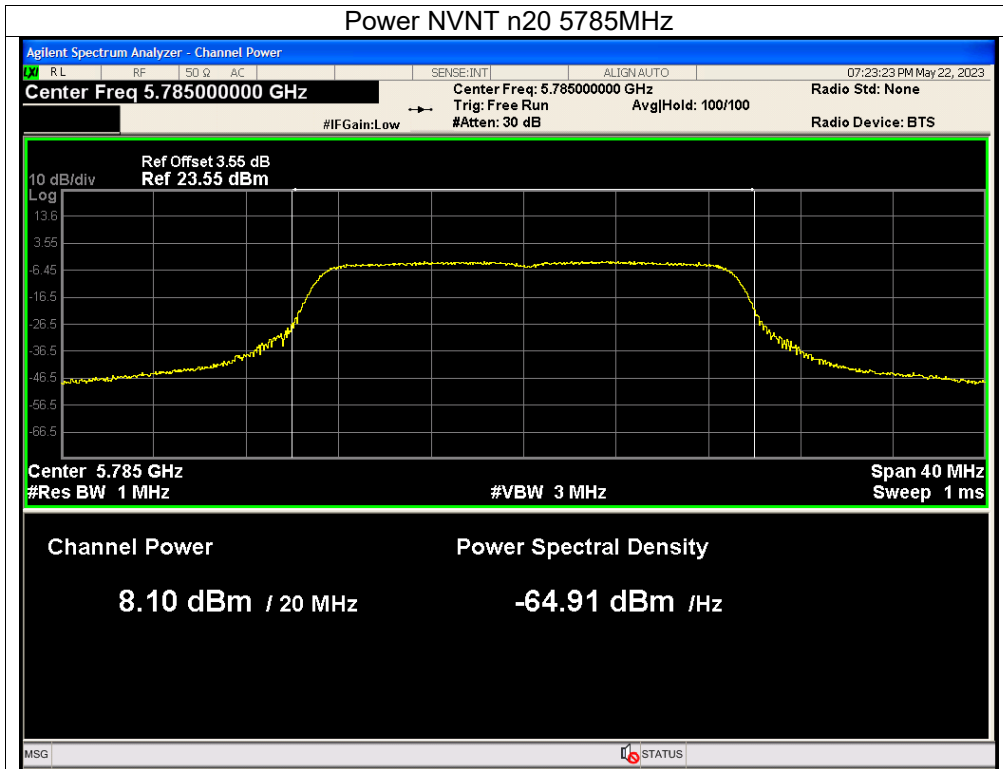 Power NVNT n20 5785MHz
Agilent Spectrum Analyzer - Channel Power
LXI RL RF 50 Ω AC SENSE:INT ALIGN AUTO 07:23:23 PM May 22, 2023
Center Freq 5.785000000 GHz Center Freq: 5.785000000 GHz Radio Std: None
Trig: Free Run Avg|Hold: 100/100
#IFGain:Low #Atten: 30 dB Radio Device: BTS
Ref Offset 3.55 dB
10 dB/div Ref 23.55 dBm
Log
13.6
3.55
-6.45
-16.5
-26.5
-36.5
-46.5
-56.5
-66.5
Center 5.785 GHz Span 40 MHz
#Res BW 1 MHz #VBW 3 MHz Sweep 1 ms
Channel Power Power Spectral Density
8.10 dBm / 20 MHz -64.91 dBm /Hz
MSG STATUS